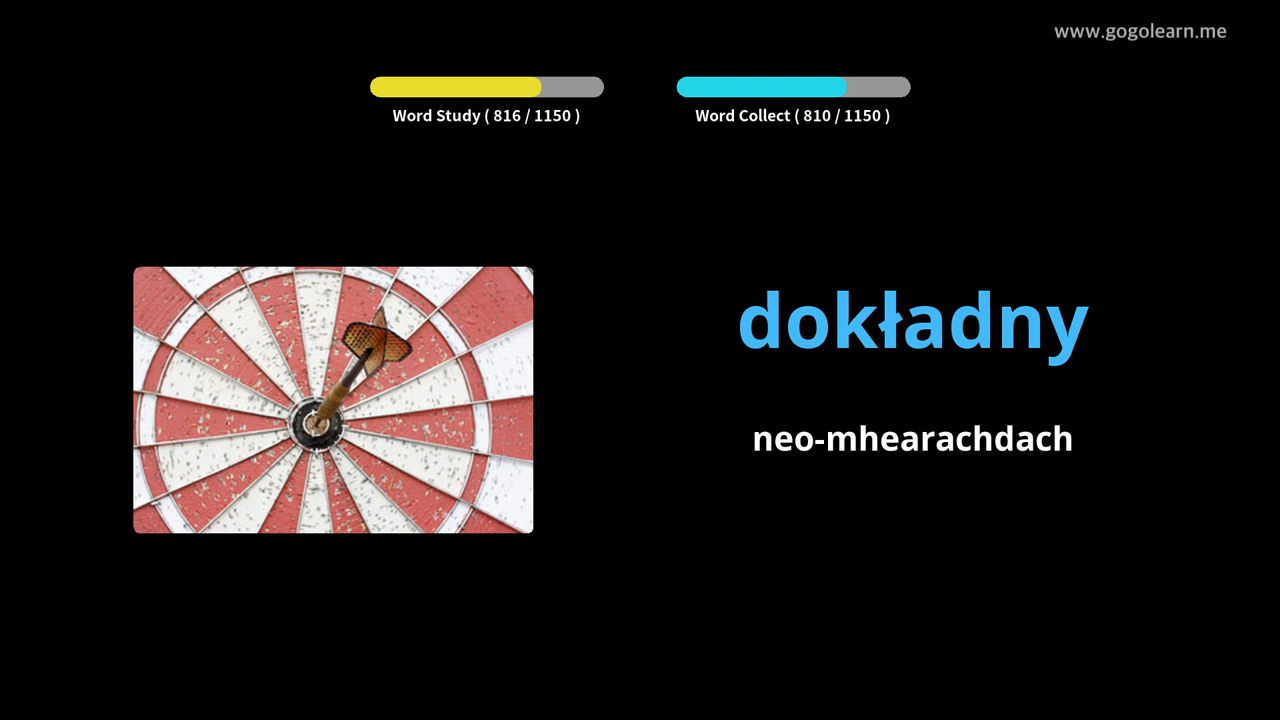 www.gogolearn.me
Word Study ( 816 / 1150 )
Word Collect ( 810 / 1150 )
dokładny
neo-mhearachdach